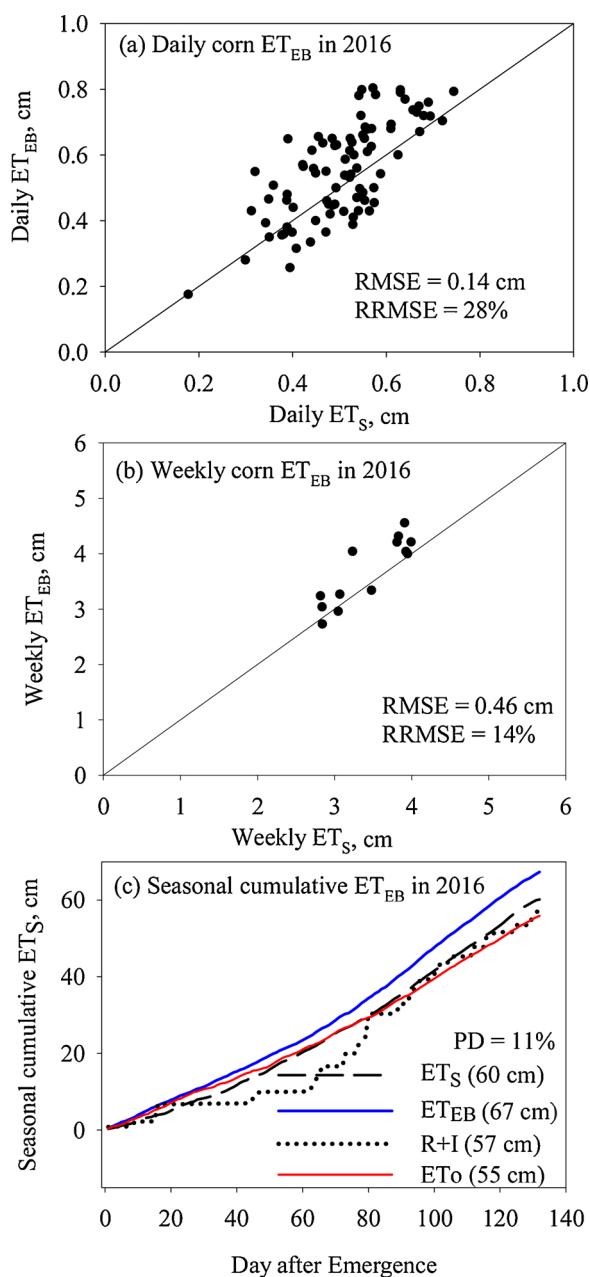 (a) Daily corn ET_EB in 2016
Daily ET_EB, cm
1.0
0.8
0.6
0.4
0.2
0.0
RMSE = 0.14 cm
RRMSE = 28%
0.0 0.2 0.4 0.6 0.8 1.0
Daily ET_S, cm
(b) Weekly corn ET_EB in 2016
Weekly ET_EB, cm
6
5
4
3
2
1
0
RMSE = 0.46 cm
RRMSE = 14%
0 1 2 3 4 5 6
Weekly ET_S, cm
(c) Seasonal cumulative ET_EB in 2016
Seasonal cumulative ET_S, cm
60
40
20
0
PD = 11%
ET_S (60 cm)
ET_EB (67 cm)
R+I (57 cm)
ETo (55 cm)
0 20 40 60 80 100 120 140
Day after Emergence